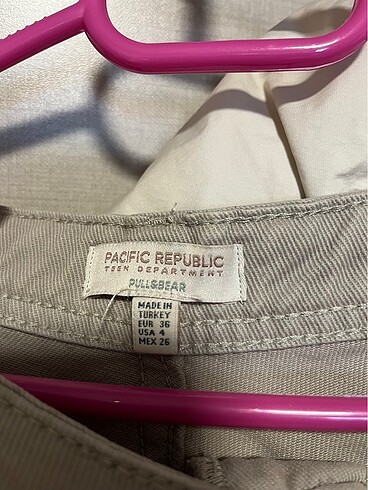 PACIFIC REPUBLIC
TEEN DEPARTMENT
PULL&BEAR
MADE IN
TURKEY
EUR 36
USA 4
MEX 26